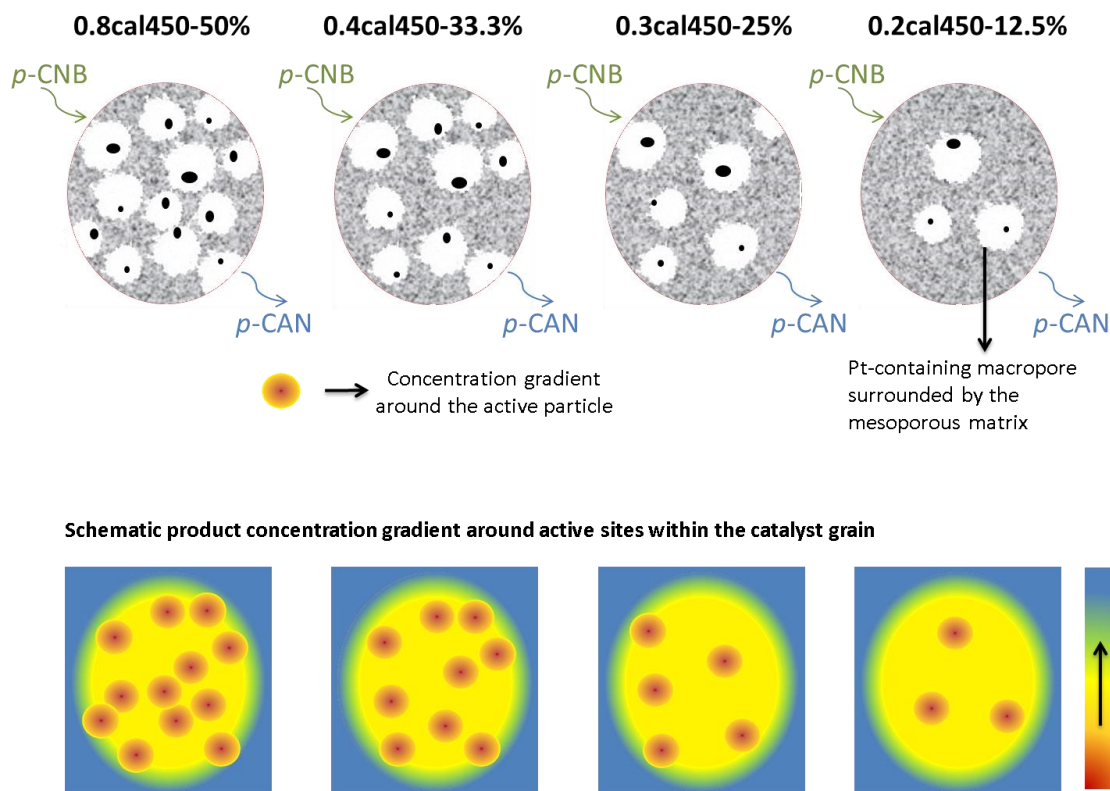 0.8cal450-50% 0.4cal450-33.3% 0.3cal450-25% 0.2cal450-12.5%
p-CNB p-CNB p-CNB p-CNB
p-CAN p-CAN p-CAN p-CAN
Concentration gradient
around the active particle
Pt-containing macropore
surrounded by the
mesoporous matrix
Schematic product concentration gradient around active sites within the catalyst grain